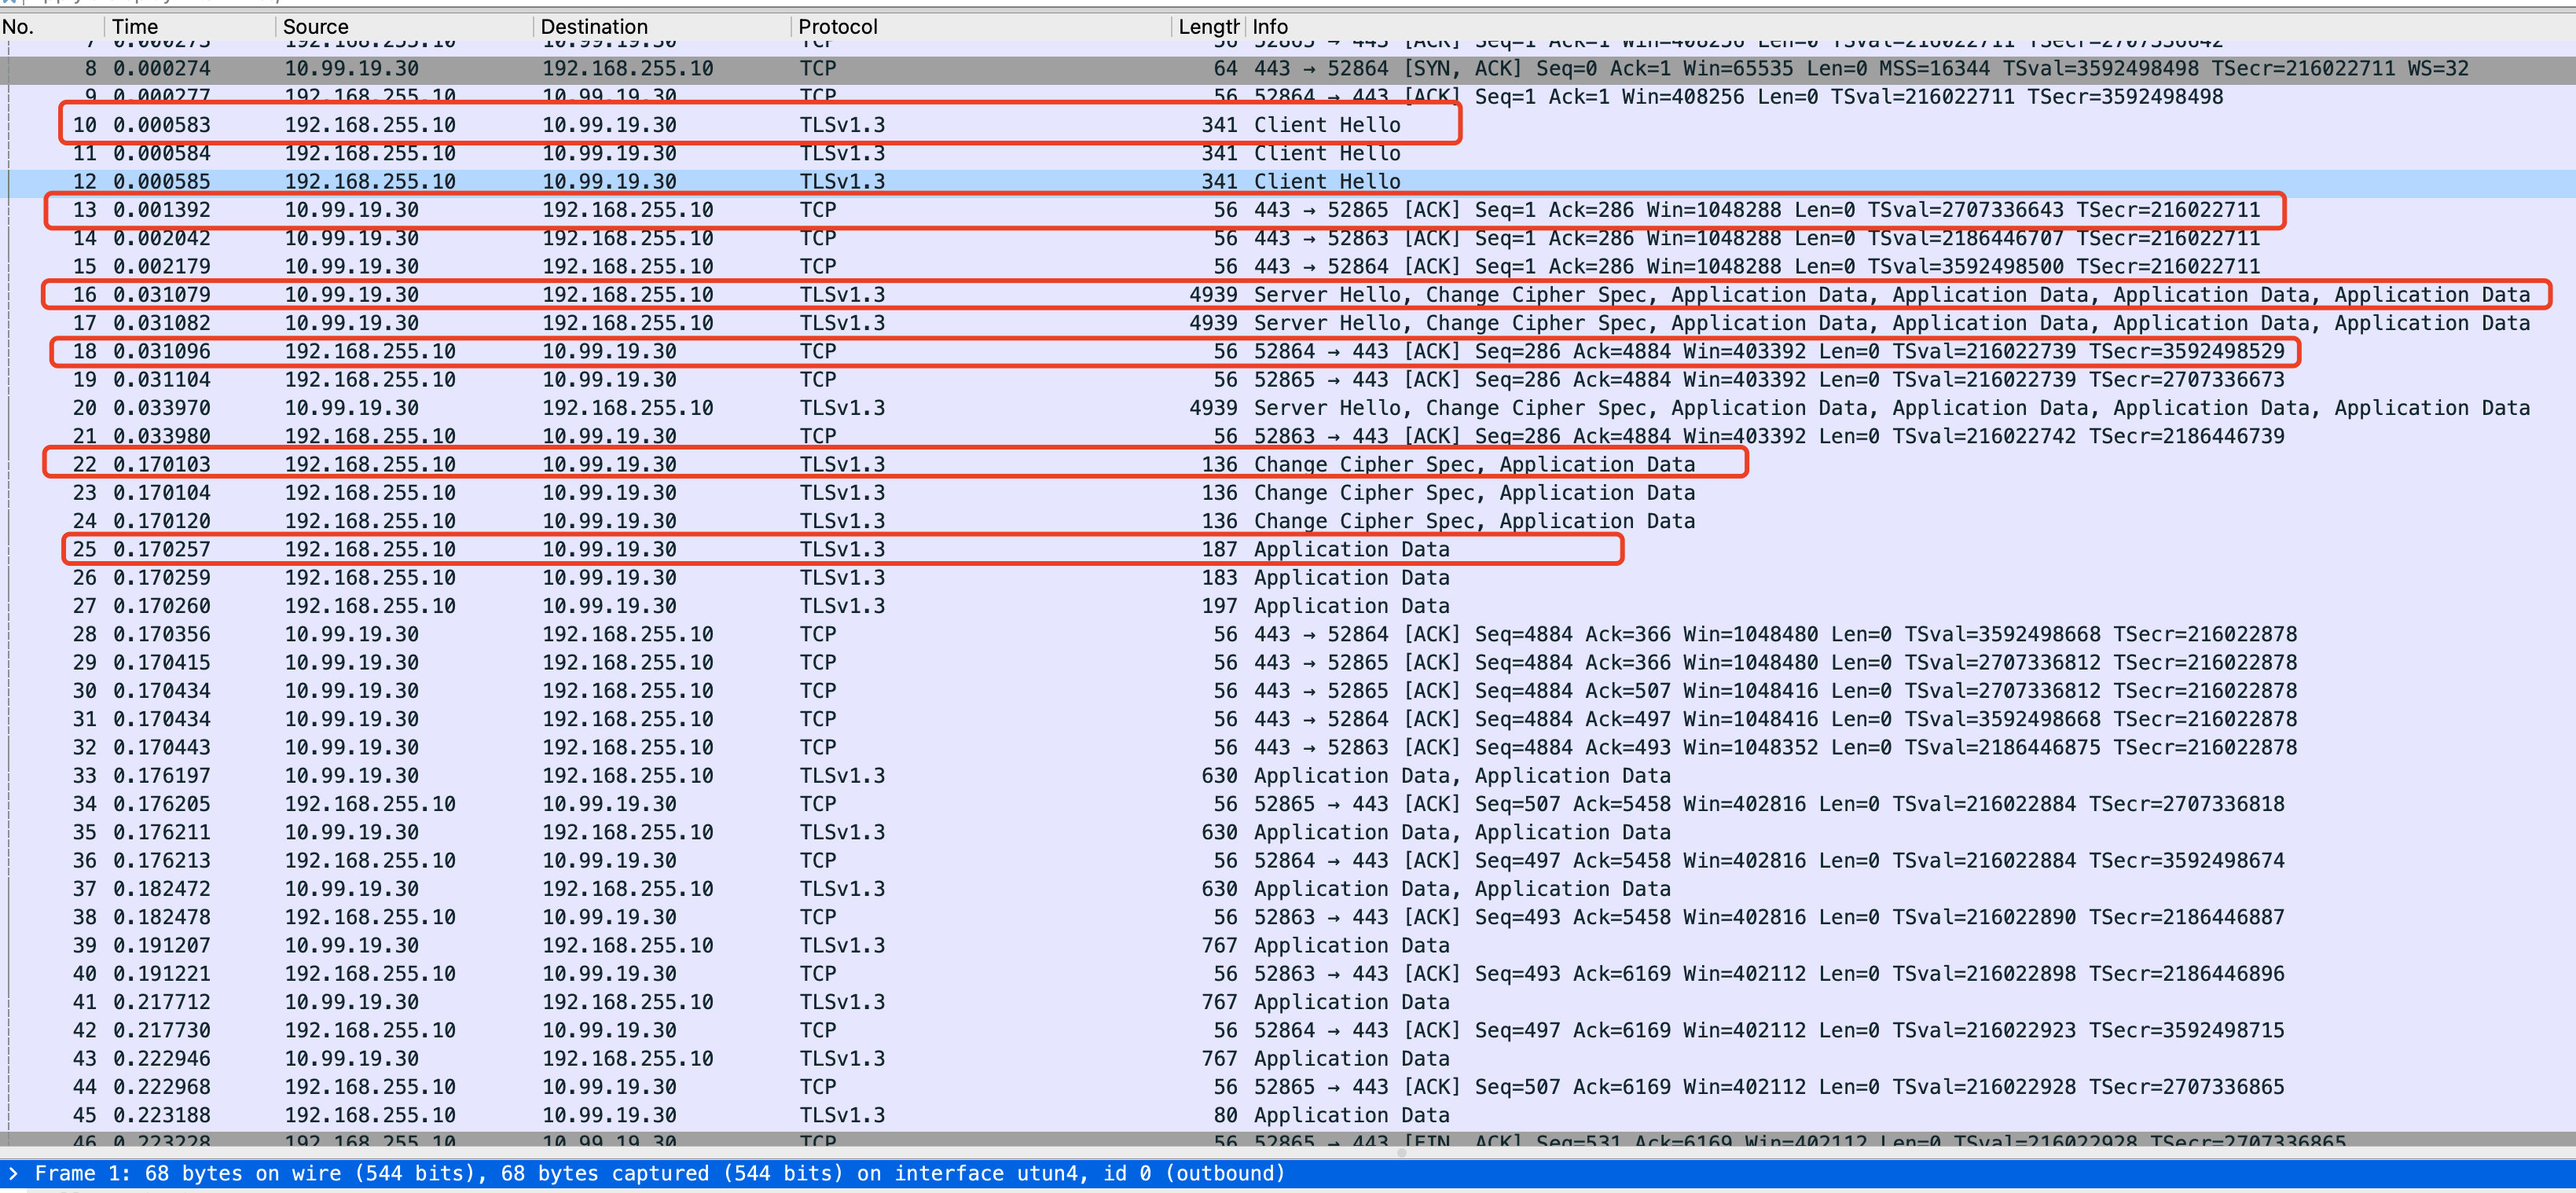 No. Time Source Destination Protocol Length Info
7 0.000273 192.168.255.10 10.99.19.30 TCP 56 52865 → 443 [ACK] Seq=1 Ack=1 Win=408256 Len=0 TSval=216022711 TSecr=2707336642
8 0.000274 10.99.19.30 192.168.255.10 TCP 64 443 → 52864 [SYN, ACK] Seq=0 Ack=1 Win=65535 Len=0 MSS=16344 TSval=3592498498 TSecr=216022711 WS=32
9 0.000277 192.168.255.10 10.99.19.30 TCP 56 52864 → 443 [ACK] Seq=1 Ack=1 Win=408256 Len=0 TSval=216022711 TSecr=3592498498
10 0.000583 192.168.255.10 10.99.19.30 TLSv1.3 341 Client Hello
11 0.000584 192.168.255.10 10.99.19.30 TLSv1.3 341 Client Hello
12 0.000585 192.168.255.10 10.99.19.30 TLSv1.3 341 Client Hello
13 0.001392 10.99.19.30 192.168.255.10 TCP 56 443 → 52865 [ACK] Seq=1 Ack=286 Win=1048288 Len=0 TSval=2707336643 TSecr=216022711
14 0.002042 10.99.19.30 192.168.255.10 TCP 56 443 → 52863 [ACK] Seq=1 Ack=286 Win=1048288 Len=0 TSval=2186446707 TSecr=216022711
15 0.002179 10.99.19.30 192.168.255.10 TCP 56 443 → 52864 [ACK] Seq=1 Ack=286 Win=1048288 Len=0 TSval=3592498500 TSecr=216022711
16 0.031079 10.99.19.30 192.168.255.10 TLSv1.3 4939 Server Hello, Change Cipher Spec, Application Data, Application Data, Application Data, Application Data
17 0.031082 10.99.19.30 192.168.255.10 TLSv1.3 4939 Server Hello, Change Cipher Spec, Application Data, Application Data, Application Data, Application Data
18 0.031096 192.168.255.10 10.99.19.30 TCP 56 52864 → 443 [ACK] Seq=286 Ack=4884 Win=403392 Len=0 TSval=216022739 TSecr=3592498529
19 0.031104 192.168.255.10 10.99.19.30 TCP 56 52865 → 443 [ACK] Seq=286 Ack=4884 Win=403392 Len=0 TSval=216022739 TSecr=2707336673
20 0.033970 10.99.19.30 192.168.255.10 TLSv1.3 4939 Server Hello, Change Cipher Spec, Application Data, Application Data, Application Data, Application Data
21 0.033980 192.168.255.10 10.99.19.30 TCP 56 52863 → 443 [ACK] Seq=286 Ack=4884 Win=403392 Len=0 TSval=216022742 TSecr=2186446739
22 0.170103 192.168.255.10 10.99.19.30 TLSv1.3 136 Change Cipher Spec, Application Data
23 0.170104 192.168.255.10 10.99.19.30 TLSv1.3 136 Change Cipher Spec, Application Data
24 0.170120 192.168.255.10 10.99.19.30 TLSv1.3 136 Change Cipher Spec, Application Data
25 0.170257 192.168.255.10 10.99.19.30 TLSv1.3 187 Application Data
26 0.170259 192.168.255.10 10.99.19.30 TLSv1.3 183 Application Data
27 0.170260 192.168.255.10 10.99.19.30 TLSv1.3 197 Application Data
28 0.170356 10.99.19.30 192.168.255.10 TCP 56 443 → 52864 [ACK] Seq=4884 Ack=366 Win=1048480 Len=0 TSval=3592498668 TSecr=216022878
29 0.170415 10.99.19.30 192.168.255.10 TCP 56 443 → 52865 [ACK] Seq=4884 Ack=366 Win=1048480 Len=0 TSval=2707336812 TSecr=216022878
30 0.170434 10.99.19.30 192.168.255.10 TCP 56 443 → 52865 [ACK] Seq=4884 Ack=507 Win=1048416 Len=0 TSval=2707336812 TSecr=216022878
31 0.170434 10.99.19.30 192.168.255.10 TCP 56 443 → 52864 [ACK] Seq=4884 Ack=497 Win=1048416 Len=0 TSval=3592498668 TSecr=216022878
32 0.170443 10.99.19.30 192.168.255.10 TCP 56 443 → 52863 [ACK] Seq=4884 Ack=493 Win=1048352 Len=0 TSval=2186446875 TSecr=216022878
33 0.176197 10.99.19.30 192.168.255.10 TLSv1.3 630 Application Data, Application Data
34 0.176205 192.168.255.10 10.99.19.30 TCP 56 52865 → 443 [ACK] Seq=507 Ack=5458 Win=402816 Len=0 TSval=216022884 TSecr=2707336818
35 0.176211 10.99.19.30 192.168.255.10 TLSv1.3 630 Application Data, Application Data
36 0.176213 192.168.255.10 10.99.19.30 TCP 56 52864 → 443 [ACK] Seq=497 Ack=5458 Win=402816 Len=0 TSval=216022884 TSecr=3592498674
37 0.182472 10.99.19.30 192.168.255.10 TLSv1.3 630 Application Data, Application Data
38 0.182478 192.168.255.10 10.99.19.30 TCP 56 52863 → 443 [ACK] Seq=493 Ack=5458 Win=402816 Len=0 TSval=216022890 TSecr=2186446887
39 0.191207 10.99.19.30 192.168.255.10 TLSv1.3 767 Application Data
40 0.191221 192.168.255.10 10.99.19.30 TCP 56 52863 → 443 [ACK] Seq=493 Ack=6169 Win=402112 Len=0 TSval=216022898 TSecr=2186446896
41 0.217712 10.99.19.30 192.168.255.10 TLSv1.3 767 Application Data
42 0.217730 192.168.255.10 10.99.19.30 TCP 56 52864 → 443 [ACK] Seq=497 Ack=6169 Win=402112 Len=0 TSval=216022923 TSecr=3592498715
43 0.222946 10.99.19.30 192.168.255.10 TLSv1.3 767 Application Data
44 0.222968 192.168.255.10 10.99.19.30 TCP 56 52865 → 443 [ACK] Seq=507 Ack=6169 Win=402112 Len=0 TSval=216022928 TSecr=2707336865
45 0.223188 192.168.255.10 10.99.19.30 TLSv1.3 80 Application Data
46 0.223228 192.168.255.10 10.99.19.30 TCP 56 52865 → 443 [FIN, ACK] Seq=531 Ack=6169 Win=402112 Len=0 TSval=216022928 TSecr=2707336865
Frame 1: 68 bytes on wire (544 bits), 68 bytes captured (544 bits) on interface utun4, id 0 (outbound)